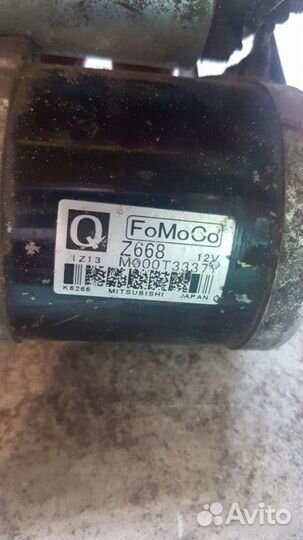 Q FoMoCo
Z668 12V
1Z13 M000T33371
K6266 MITSUBISHI JAPAN Q
Avito